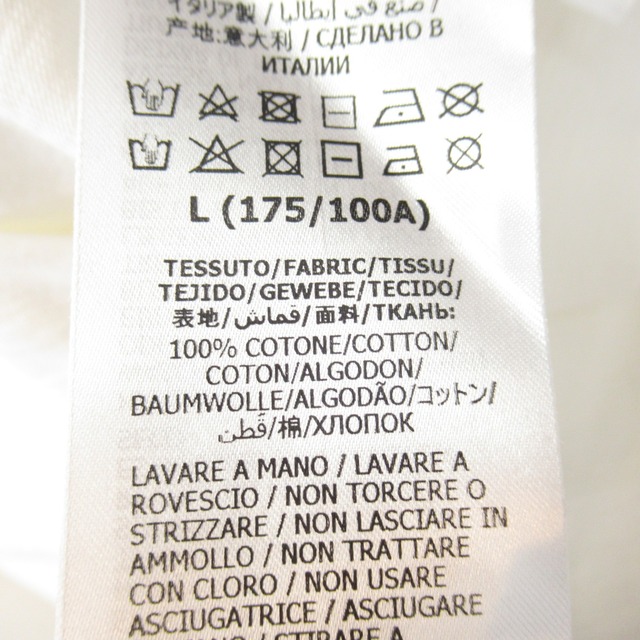 イタリア製 / صنع في إيطاليا /
产地:意大利 / СДЕЛАНО В
ИТАЛИИ
L (175/100A)
TESSUTO/FABRIC/TISSU/
TEJIDO/GEWEBE/TECIDO/
表地/قماش/面料/ТКАНЬ:
100% COTONE/COTTON/
COTON/ALGODON/
BAUMWOLLE/ALGODÃO/コットン/
قُطن/棉/ХЛОПОК
LAVARE A MANO / LAVARE A
ROVESCIO / NON TORCERE O
STRIZZARE / NON LASCIARE IN
AMMOLLO / NON TRATTARE
CON CLORO / NON USARE
ASCIUGATRICE / ASCIUGARE
/ STIRARE A